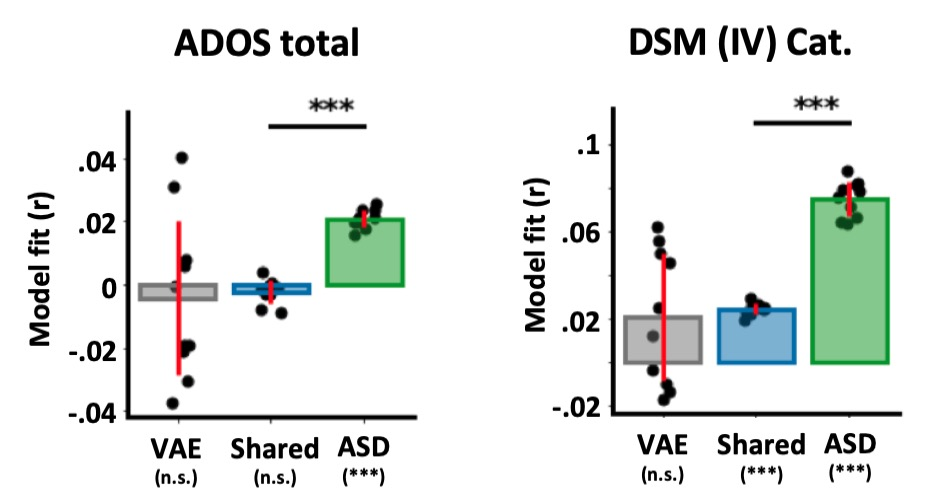 ADOS total
***
.04
.02
0
-.02
-.04
Model fit (r)
VAE Shared ASD
(n.s.) (n.s.) (***)
DSM (IV) Cat.
***
.1
.06
.02
-.02
Model fit (r)
VAE Shared ASD
(n.s.) (***) (***)